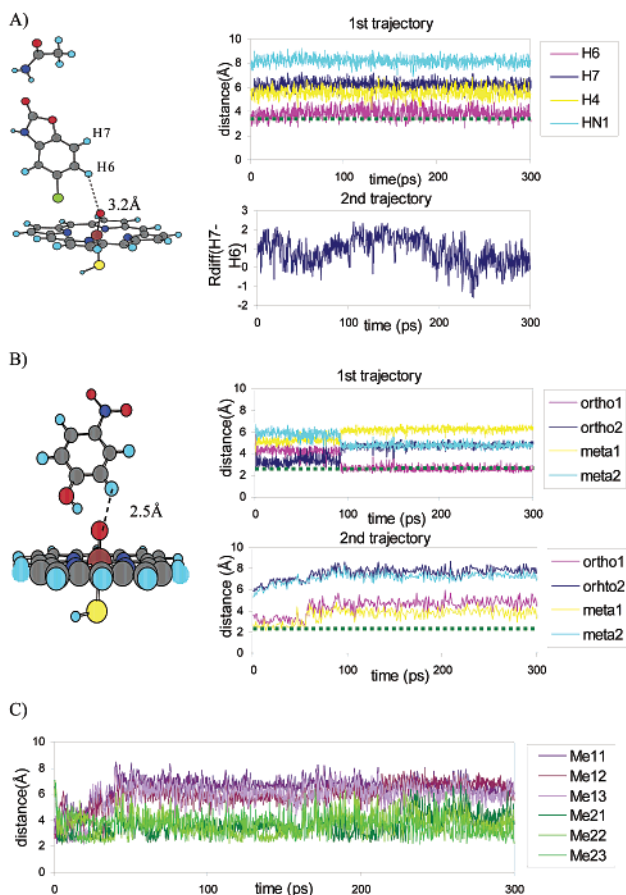 A)
H7
H6
3.2Å
1st trajectory
distance(Å)
10
8
6
4
2
0
0 100 200 300
time(ps)
H6
H7
H4
HN1
2nd trajectory
Rdiff(H7-
H6)
3
2
1
0
-1
-2
0 100 200 300
time (ps)
B)
2.5Å
1st trajectory
distance(Å)
10
8
6
4
2
0
0 100 200 300
time (ps)
ortho1
ortho2
meta1
meta2
2nd trajectory
distance (Å)
10
8
6
4
2
0
0 100 200 300
time (ps)
ortho1
orhto2
meta1
meta2
C)
distance(Å)
10
8
6
4
2
0
0 100 200 300
time (ps)
Me11
Me12
Me13
Me21
Me22
Me23